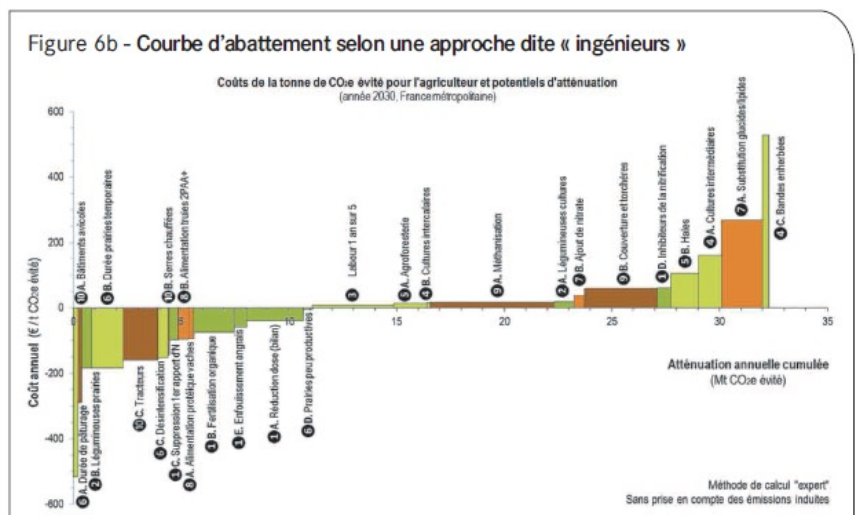 Figure 6b - Courbe d'abattement selon une approche dite « ingénieurs »
Coûts de la tonne de CO₂e évité pour l'agriculteur et potentiels d'atténuation
(année 2030, France métropolitaine)
Coût annuel (€ / t CO₂e évité)
600
400
200
0
-200
-400
-600
0
5
10
15
20
25
30
35
Atténuation annuelle cumulée
(Mt CO₂e évité)
6 A. Durée de pâturage
10 A. Bâtiments avicoles
2 B. Légumineuses prairies
6 B. Durée prairies temporaires
10 C. Tracteurs
6 C. Désintensification
10 B. Serres chauffées
1 C. Suppression 1er apport d'N
8 B. Alimentation truies 2PAA+
8 A. Alimentation protéique vaches
1 B. Fertilisation organique
1 E. Enfouissement engrais
1 A. Réduction dose (bilan)
6 D. Prairies peu productives
3 Labour 1 an sur 5
5 A. Agroforesterie
4 B. Cultures intercalaires
9 A. Méthanisation
2 A. Légumineuses cultures
7 B. Ajout de nitrate
9 B. Couverture et torchères
1 D. Inhibiteurs de la nitrification
5 B. Haies
4 A. Cultures intermédiaires
7 A. Substitution glucides/lipides
4 C. Bandes enherbées
Méthode de calcul "expert"
Sans prise en compte des émissions induites